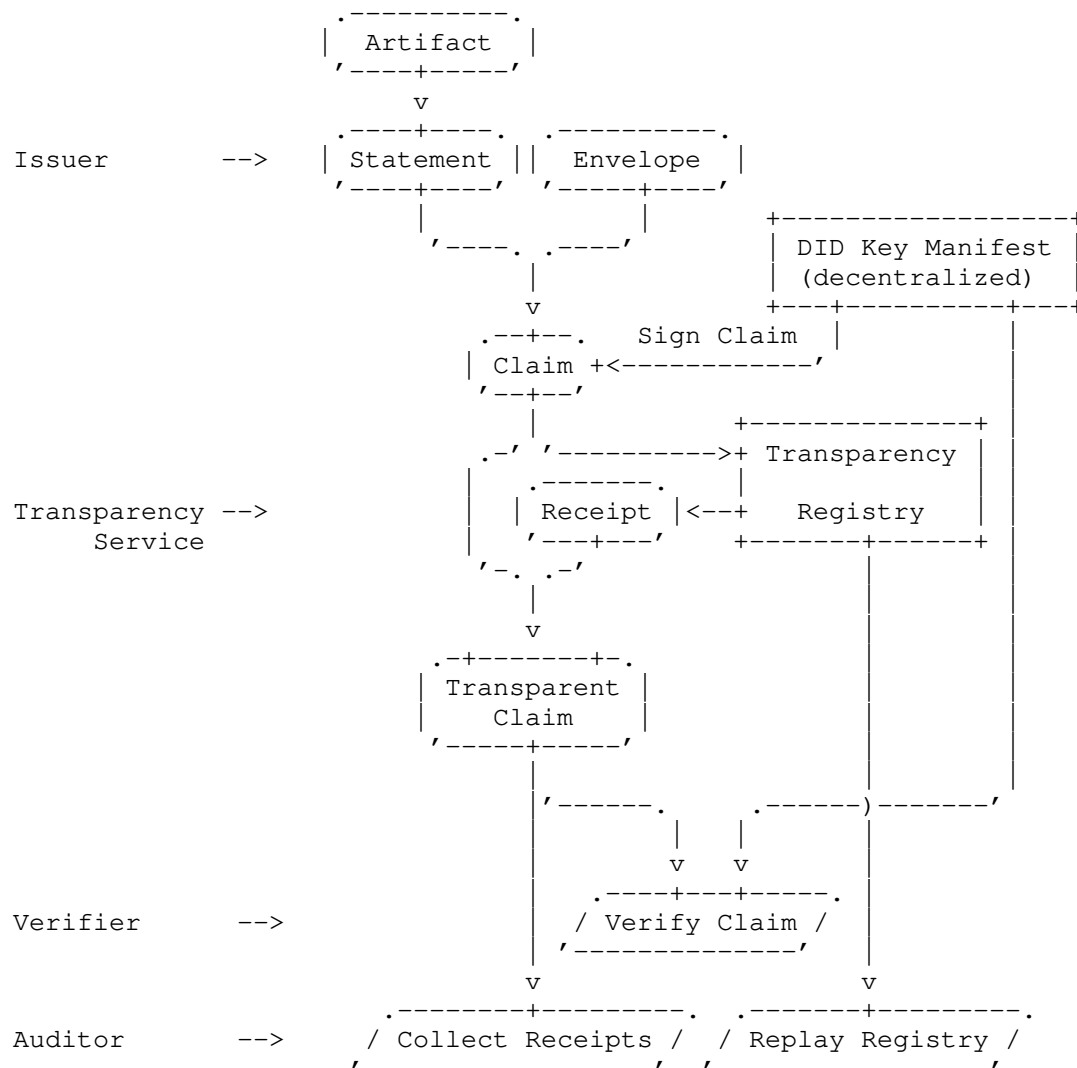 Artifact
Issuer --> Statement Envelope
DID Key Manifest
(decentralized)
Sign Claim
Claim
Transparency
Transparency --> Receipt Registry
Service
Transparent
Claim
Verifier --> Verify Claim
Auditor --> Collect Receipts Replay Registry